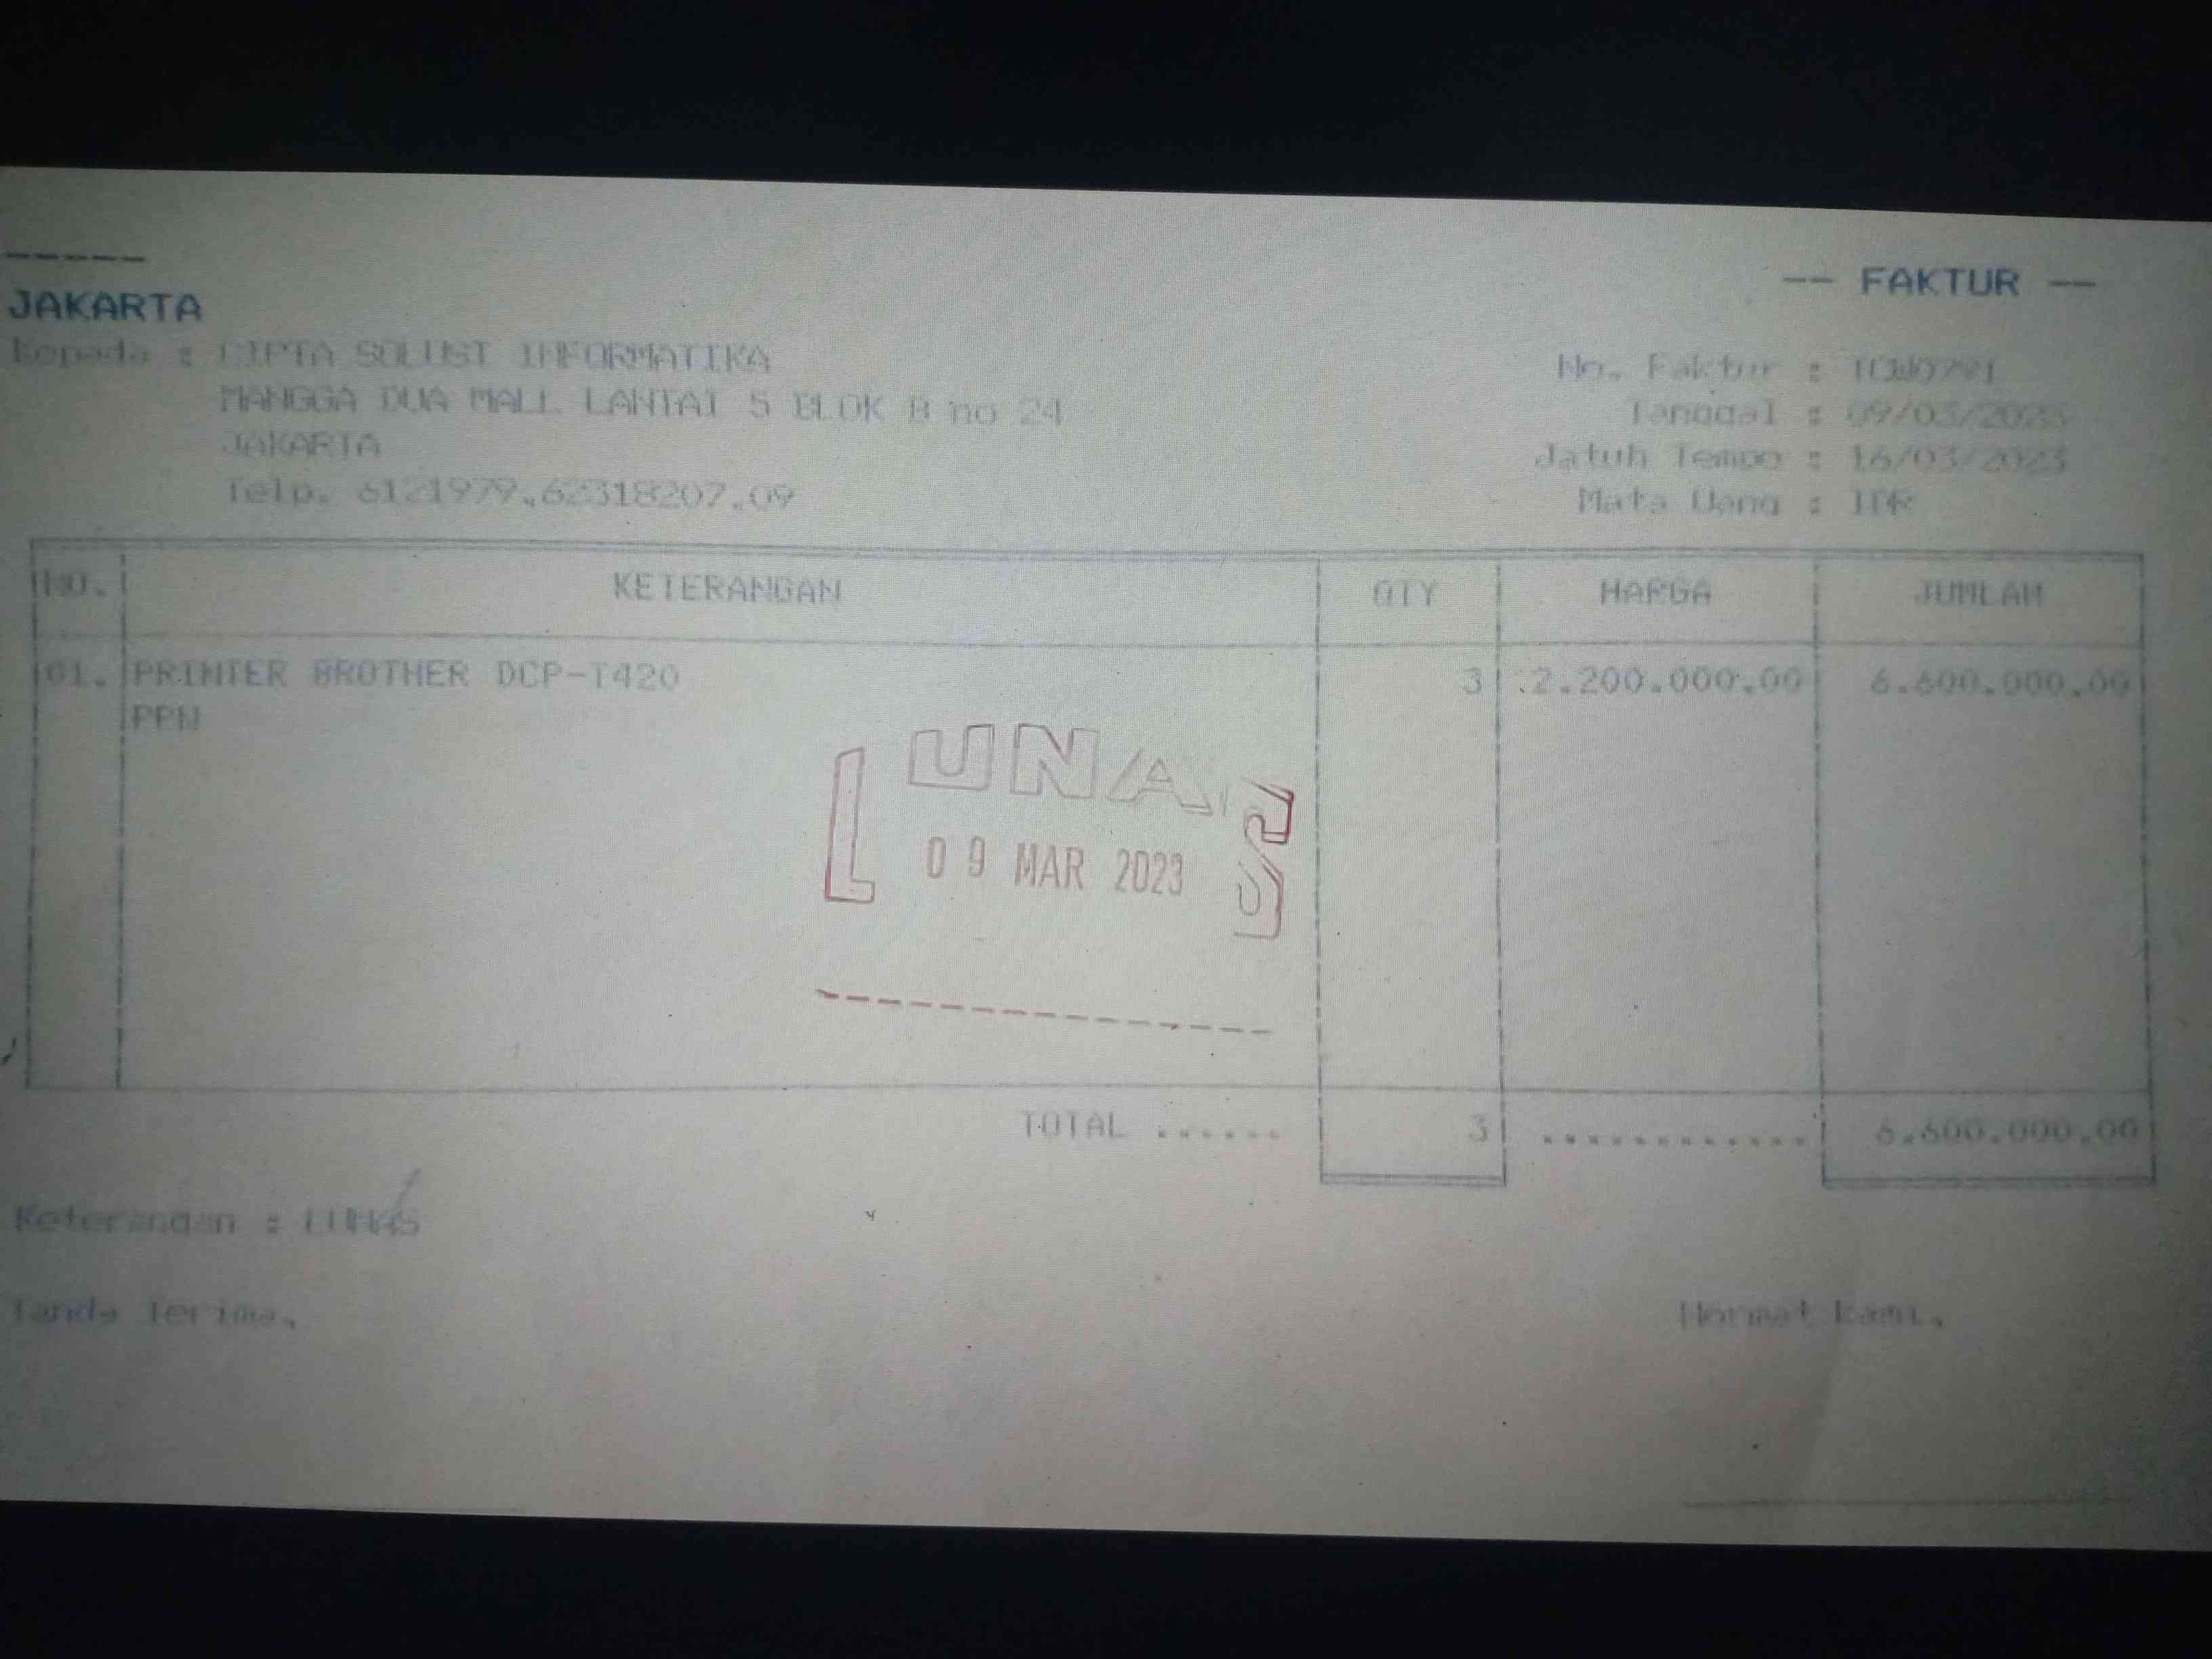 -----
JAKARTA
-- FAKTUR --
Kepada : CIPTA SOLUSI INFORMATIKA
MANGGA DUA MALL LANTAI 5 BLOK B no 24
JAKARTA
Telp. 6121979,62318207,09
No. Faktur :
Tanggal : 09/03/2023
Jatuh Tempo : 16/03/2023
Mata Uang : IDR
No. KETERANGAN QTY HARGA JUMLAH
01. PRINTER BROTHER DCP-T420 3 2.200.000.00 6.600.000.00
PPN
LUNAS
09 MAR 2023
TOTAL ...... 3 ............ 6.600.000.00
Keterangan : LUNAS
Tanda Terima,
Hormat Kami,